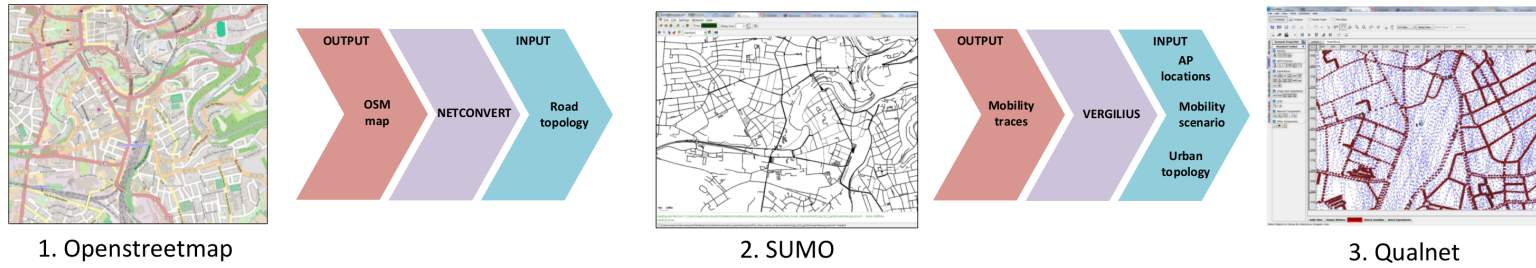 OUTPUT
OSM
map
NETCONVERT
INPUT
Road
topology
OUTPUT
Mobility
traces
VERGILIUS
INPUT
AP
locations
Mobility
scenario
Urban
topology
1. Openstreetmap
2. SUMO
3. Qualnet